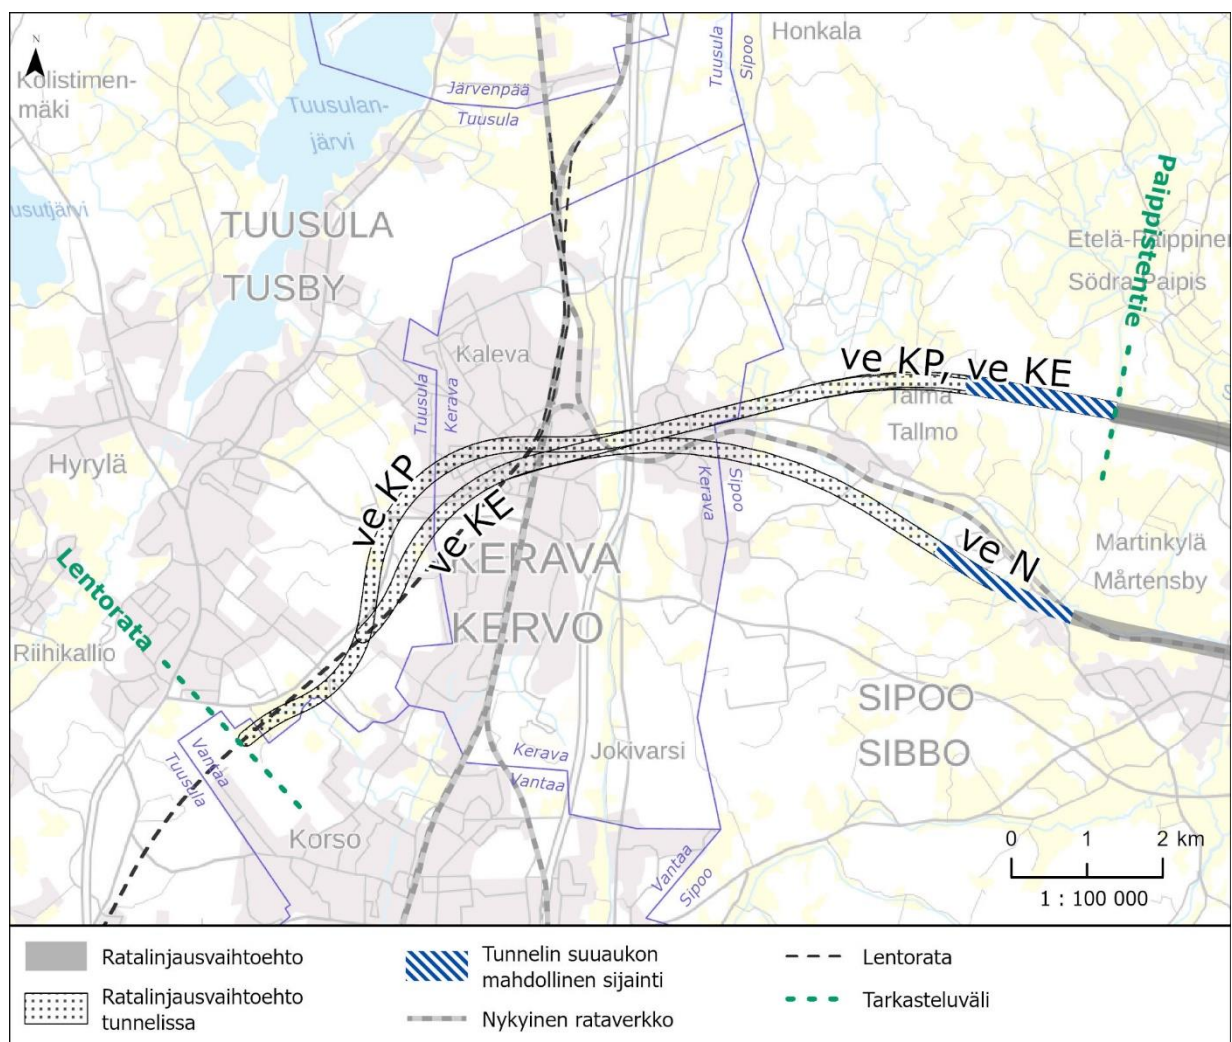 N
Honkala
Kolistimen-
mäki
Tuusulan-
järvi
Järvenpää
Tuusula
Tuusula
Sipoo
usutjärvi
TUUSULA
TUSBY
Paippistentie
Etelä-Paippinen
Södra Paipis
Kaleva
Tuusula
Kerava
ve KP, ve KE
Talma
Tallmo
Hyrylä
ve KP
ve KE
Kerava
Sipoo
ve N
Martinkylä
Mårtensby
KERAVA
KERVO
Lentorata
Riihikallio
SIPOO
SIBBO
Vantaa
Tuusula
Kerava
Vantaa
Jokivarsi
Korso
Vantaa
Sipoo
0 1 2 km
1 : 100 000
Ratalinjausvaihtoehto
Ratalinjausvaihtoehto
tunnelissa
Tunnelin suuaukon
mahdollinen sijainti
Nykyinen rataverkko
Lentorata
Tarkasteluväli